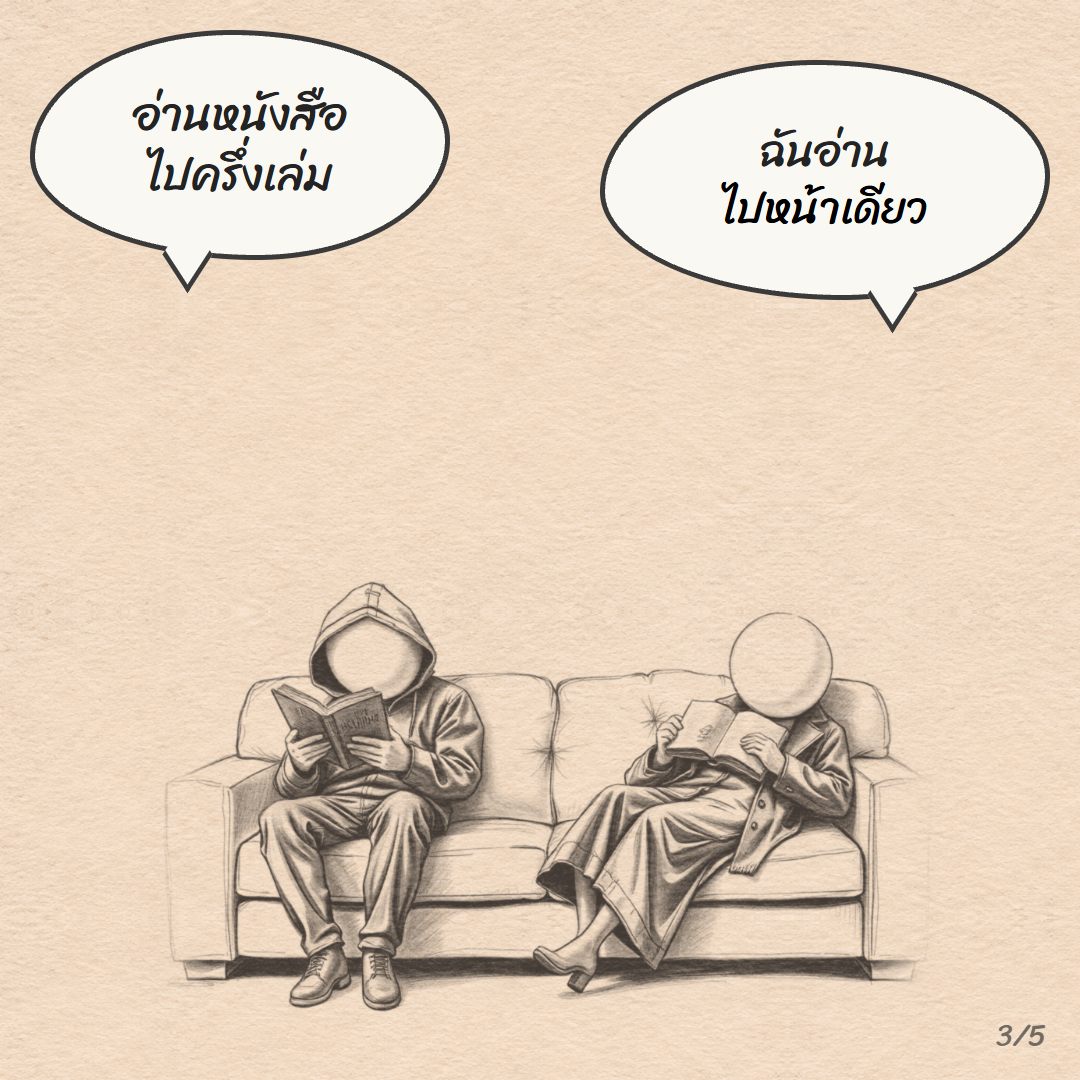 อ่านหนังสือ
ไปครึ่งเล่ม
ฉันอ่าน
ไปหน้าเดียว
3/5